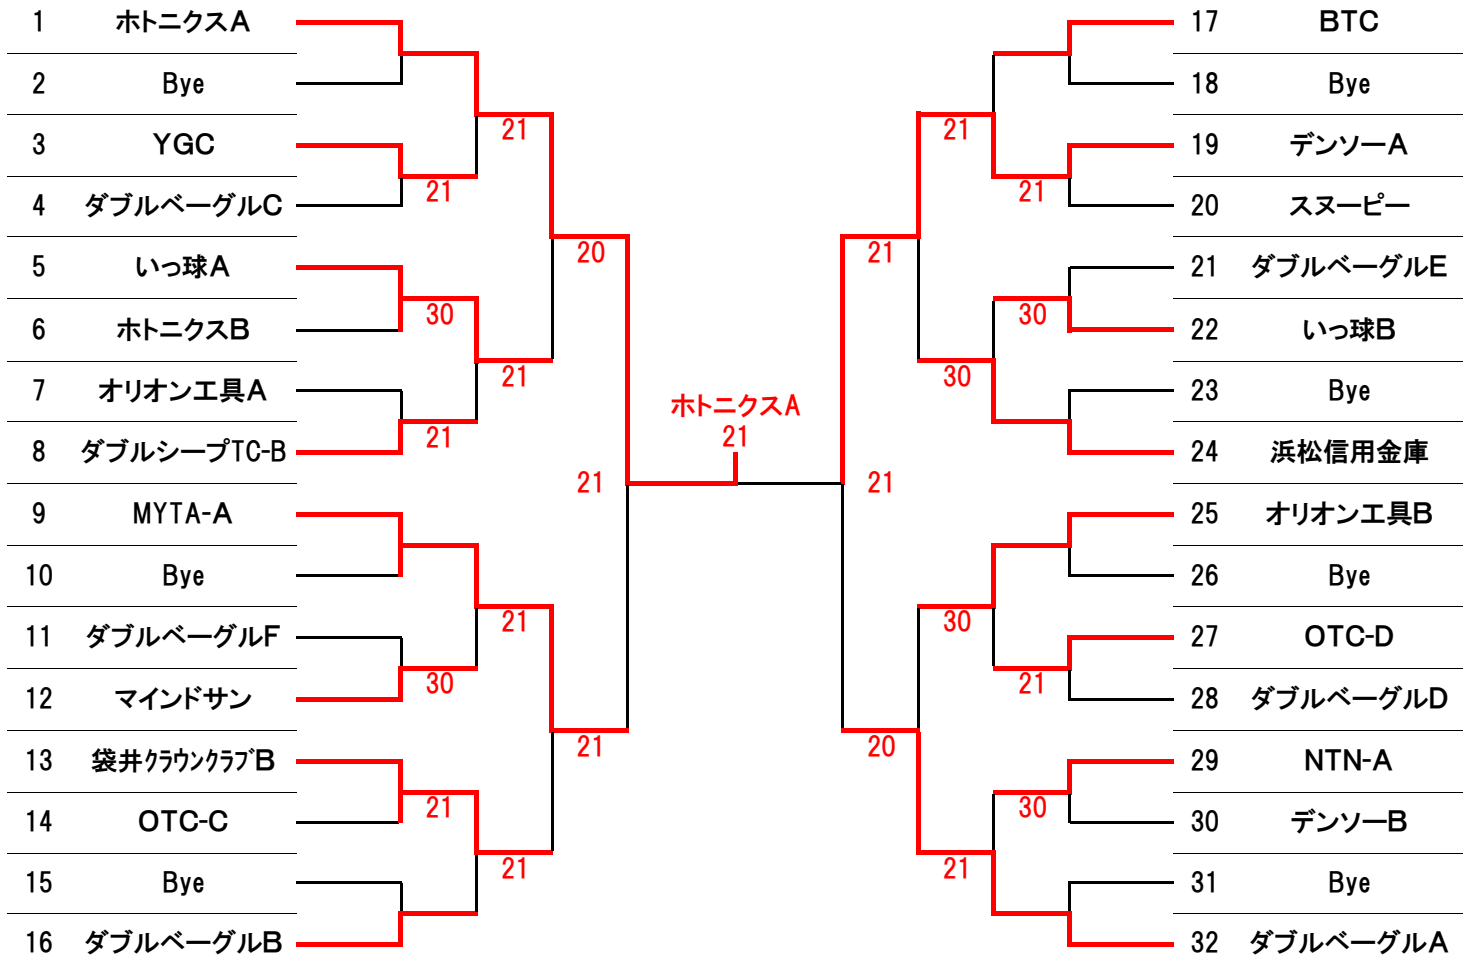 1 ホトニクスA
2 Bye
3 YGC
4 ダブルベーグルC
5 いっ球A
6 ホトニクスB
7 オリオン工具A
8 ダブルシープTC-B
9 MYTA-A
10 Bye
11 ダブルベーグルF
12 マインドサン
13 袋井ｸﾗｳﾝｸﾗﾌﾞB
14 OTC-C
15 Bye
16 ダブルベーグルB
21
30
21
30
21
21
21
21
21
20
21
21
ホトニクスA
21
21
21
20
21
30
30
21
21
30
21
30
17 BTC
18 Bye
19 デンソーA
20 スヌーピー
21 ダブルベーグルE
22 いっ球B
23 Bye
24 浜松信用金庫
25 オリオン工具B
26 Bye
27 OTC-D
28 ダブルベーグルD
29 NTN-A
30 デンソーB
31 Bye
32 ダブルベーグルA